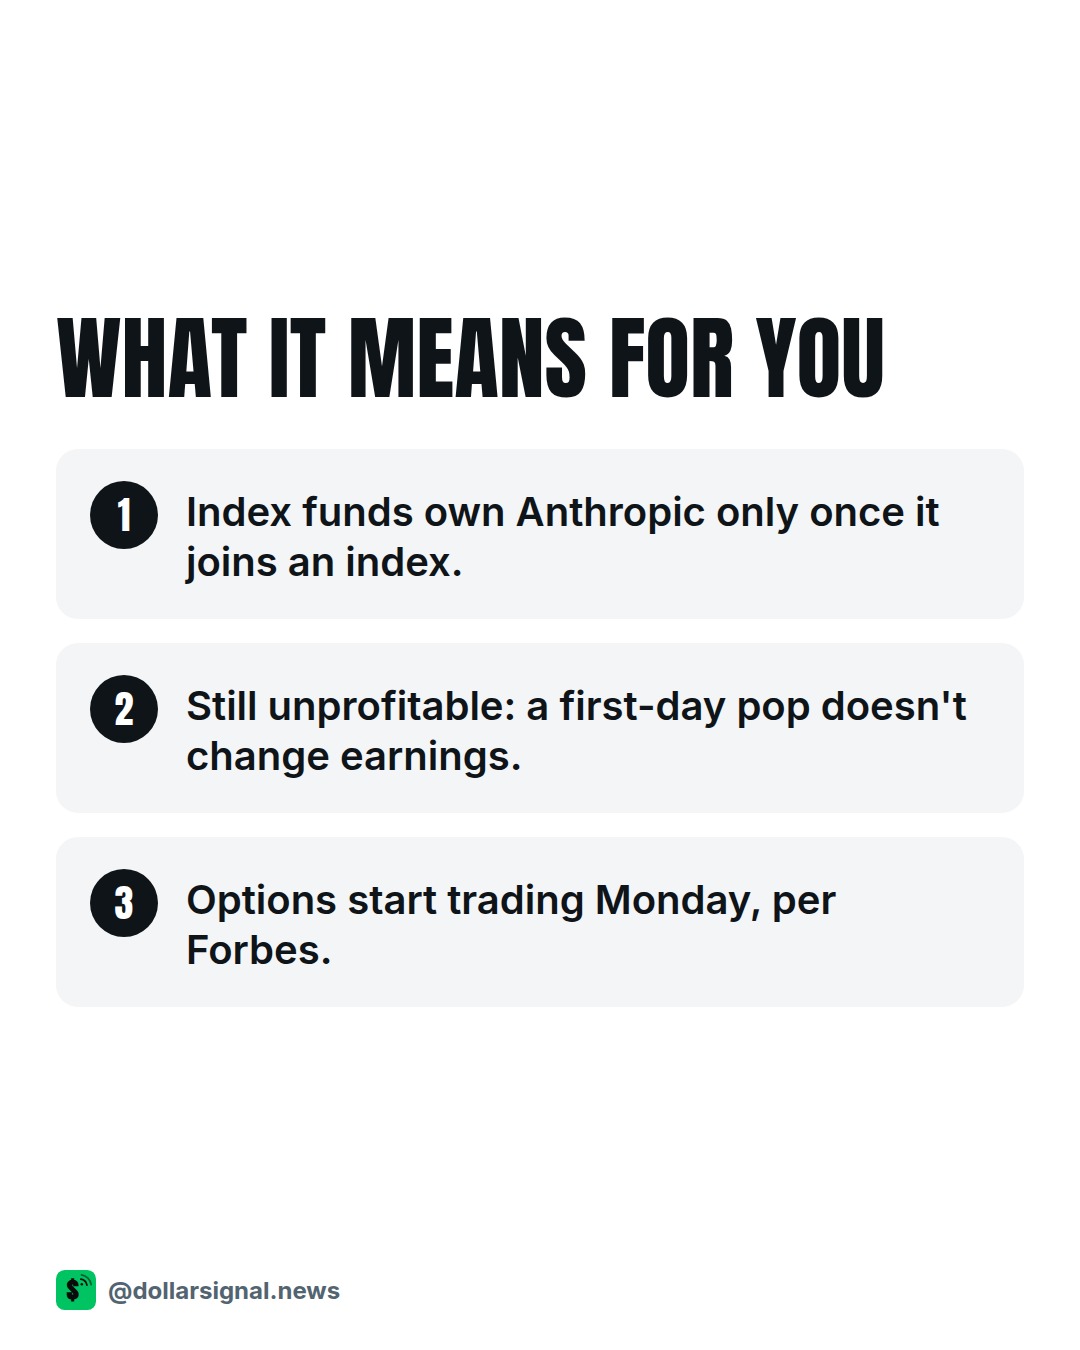 WHAT IT MEANS FOR YOU
1
Index funds own Anthropic only once it
joins an index.
2
Still unprofitable: a first-day pop doesn't
change earnings.
3
Options start trading Monday, per
Forbes.
$
@dollarsignal.news